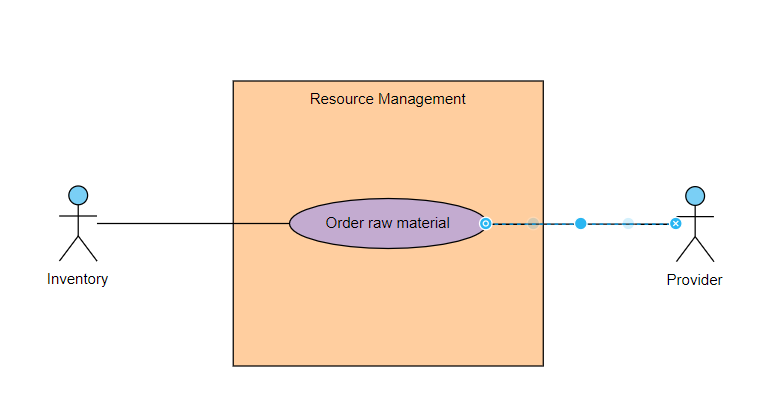 Resource Management
Order raw material
Inventory
Provider